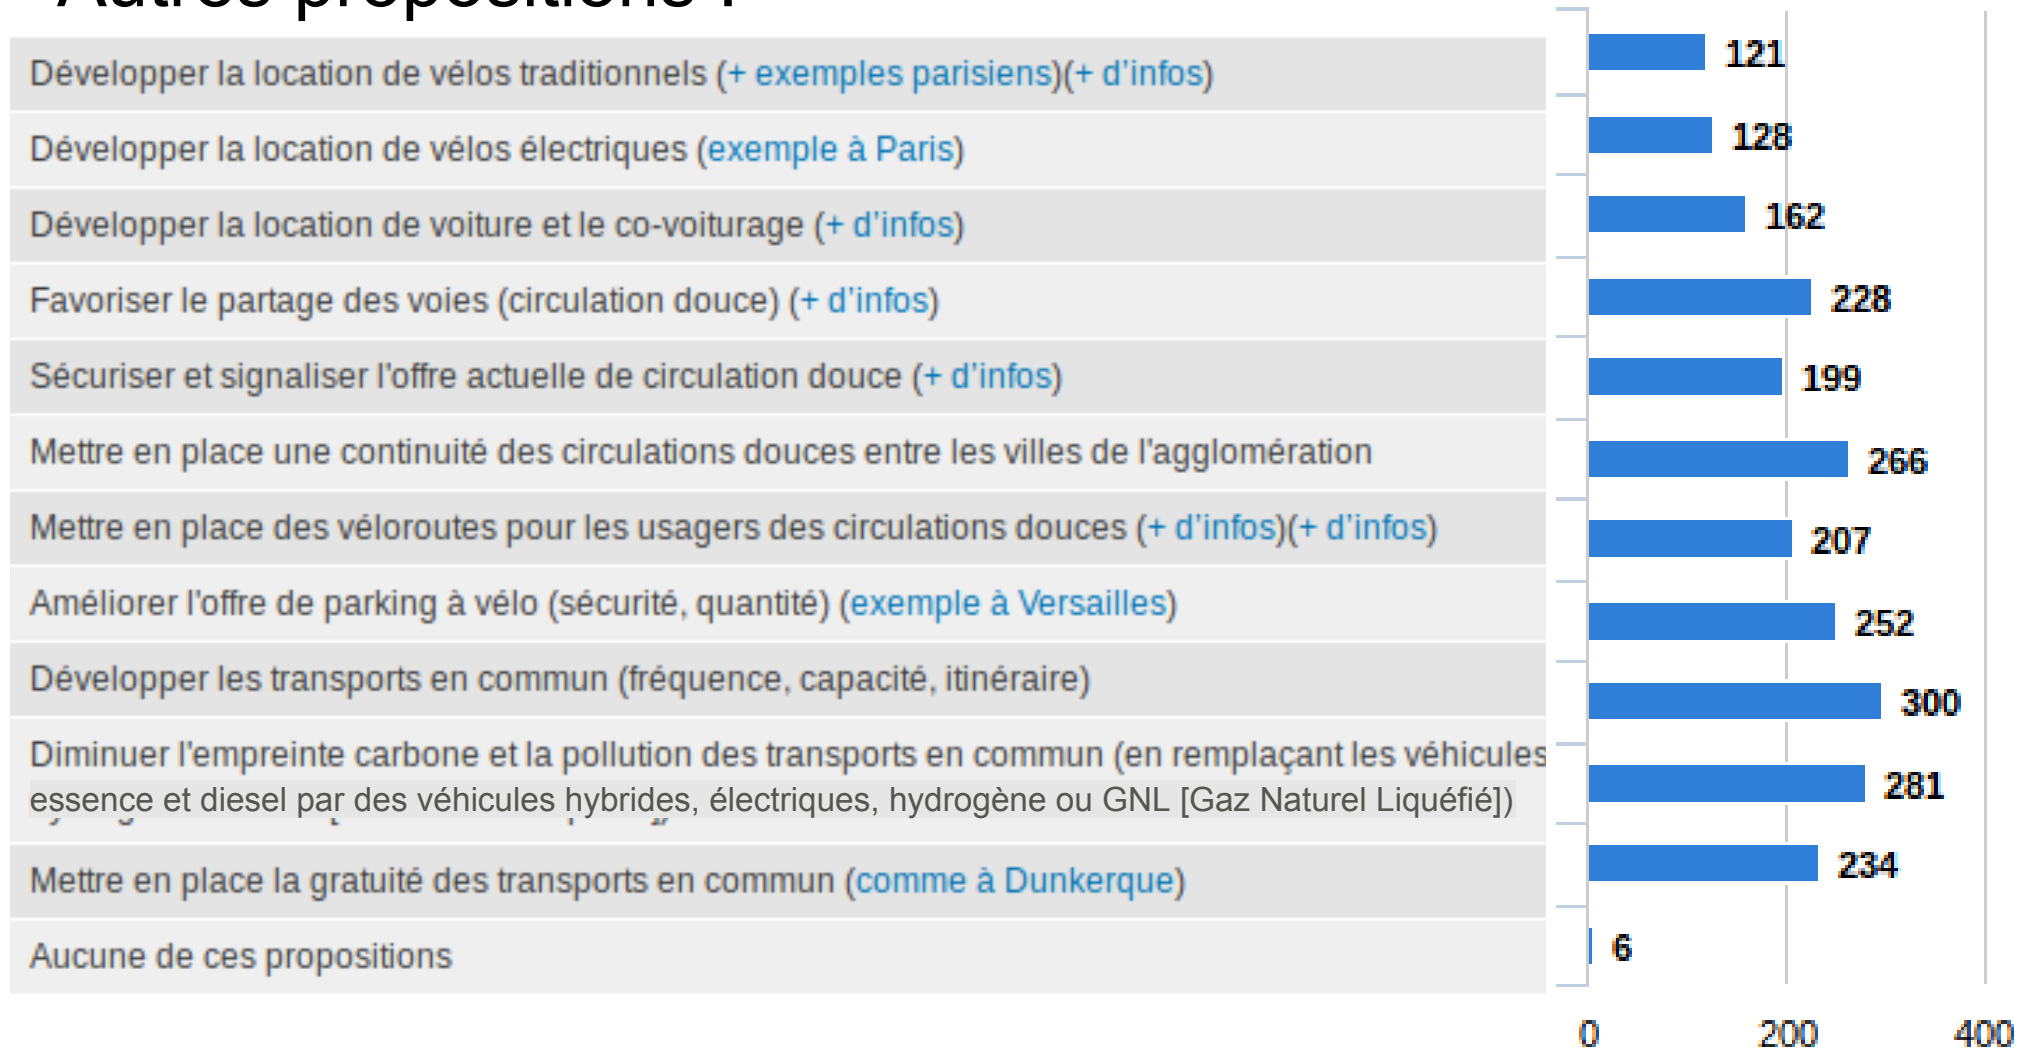 Autres propositions :
Développer la location de vélos traditionnels (+ exemples parisiens)(+ d'infos)
121
Développer la location de vélos électriques (exemple à Paris)
128
Développer la location de voiture et le co-voiturage (+ d'infos)
162
Favoriser le partage des voies (circulation douce) (+ d'infos)
228
Sécuriser et signaliser l'offre actuelle de circulation douce (+ d'infos)
199
Mettre en place une continuité des circulations douces entre les villes de l'agglomération
266
Mettre en place des véloroutes pour les usagers des circulations douces (+ d'infos)(+ d'infos)
207
Améliorer l'offre de parking à vélo (sécurité, quantité) (exemple à Versailles)
252
Développer les transports en commun (fréquence, capacité, itinéraire)
300
Diminuer l'empreinte carbone et la pollution des transports en commun (en remplaçant les véhicules
essence et diesel par des véhicules hybrides, électriques, hydrogène ou GNL [Gaz Naturel Liquéfié])
281
Mettre en place la gratuité des transports en commun (comme à Dunkerque)
234
Aucune de ces propositions
6
0 200 400